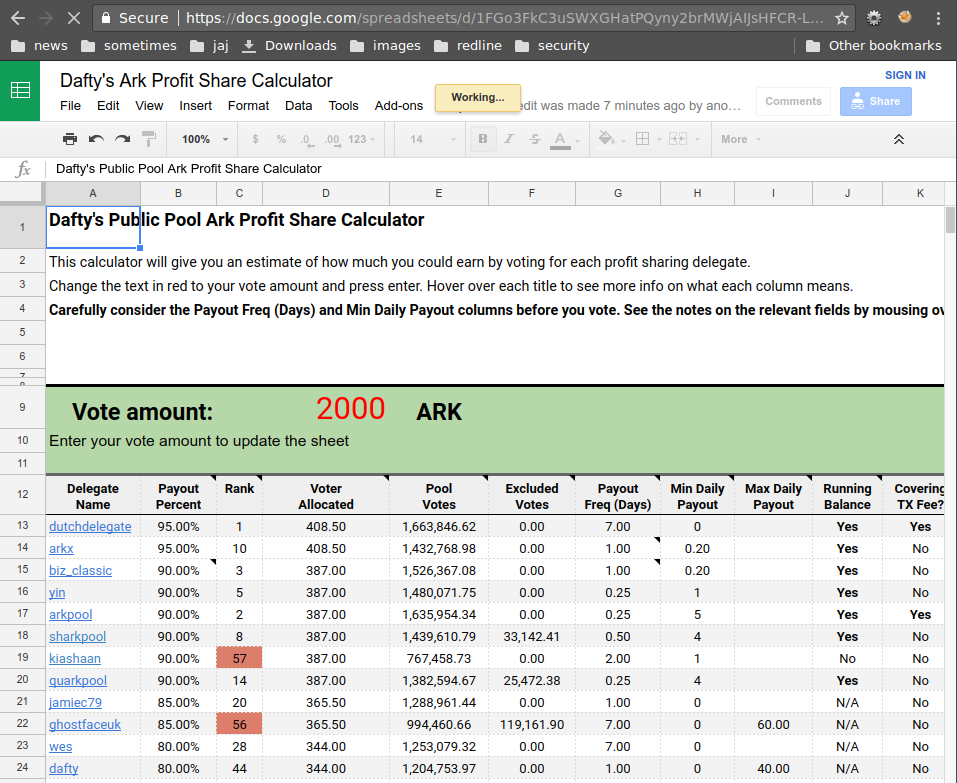 Secure https://docs.google.com/spreadsheets/d/1FGo3FkC3uSWXGHatPQyny2brMWjAIJsHFCR-L...
news sometimes jaj Downloads images redline security Other bookmarks
Dafty's Ark Profit Share Calculator
SIGN IN
File Edit View Insert Format Data Tools Add-ons
Working...
edit was made 7 minutes ago by ano...
Comments Share
100% $ % .0 .00 123 14 B I S A More
fx Dafty's Public Pool Ark Profit Share Calculator
A B C D E F G H I J K
1 Dafty's Public Pool Ark Profit Share Calculator
2 This calculator will give you an estimate of how much you could earn by voting for each profit sharing delegate.
3 Change the text in red to your vote amount and press enter. Hover over each title to see more info on what each column means.
4 Carefully consider the Payout Freq (Days) and Min Daily Payout columns before you vote. See the notes on the relevant fields by mousing ov
5
6
7
8
9 Vote amount: 2000 ARK
10 Enter your vote amount to update the sheet
11
12 Delegate Name Payout Percent Rank Voter Allocated Pool Votes Excluded Votes Payout Freq (Days) Min Daily Payout Max Daily Payout Running Balance Covering TX Fee?
13 dutchdelegate 95.00% 1 408.50 1,663,846.62 0.00 7.00 0 Yes Yes
14 arkx 95.00% 10 408.50 1,432,768.98 0.00 1.00 0.20 Yes No
15 biz_classic 90.00% 3 387.00 1,526,367.08 0.00 1.00 0.20 Yes No
16 yin 90.00% 5 387.00 1,480,071.75 0.00 0.25 1 Yes No
17 arkpool 90.00% 2 387.00 1,635,954.34 0.00 0.25 5 Yes Yes
18 sharkpool 90.00% 8 387.00 1,439,610.79 33,142.41 0.50 4 Yes No
19 kiashaan 90.00% 57 387.00 767,458.73 0.00 2.00 1 No No
20 quarkpool 90.00% 14 387.00 1,382,594.67 25,472.38 0.25 4 Yes No
21 jamiec79 85.00% 20 365.50 1,288,961.44 0.00 1.00 0 N/A No
22 ghostfaceuk 85.00% 56 365.50 994,460.66 119,161.90 7.00 0 60.00 N/A No
23 wes 80.00% 28 344.00 1,253,079.32 0.00 7.00 0 N/A No
24 dafty 80.00% 44 344.00 1,204,753.97 0.00 1.00 0 40.00 N/A No